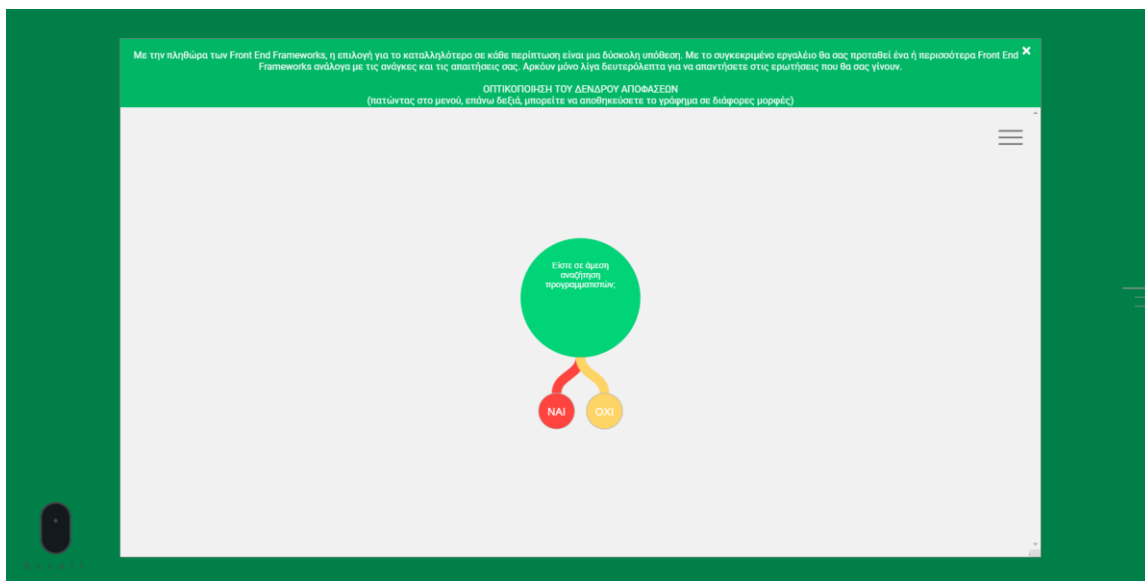 Με την πληθώρα των Front End Frameworks, η επιλογή για το καταλληλότερο σε κάθε περίπτωση είναι μια δύσκολη υπόθεση. Με το συγκεκριμένο εργαλείο θα σας προταθεί ένα ή περισσότερα Front End
Frameworks ανάλογα με τις ανάγκες και τις απαιτήσεις σας. Αρκούν μόνο λίγα δευτερόλεπτα για να απαντήσετε στις ερωτήσεις που θα σας γίνουν.
ΟΠΤΙΚΟΠΟΙΗΣΗ ΤΟΥ ΔΕΝΔΡΟΥ ΑΠΟΦΑΣΕΩΝ
(πατώντας στο μενού, επάνω δεξιά, μπορείτε να αποθηκεύσετε το γράφημα σε διάφορες μορφές)
Είστε σε άμεση
αναζήτηση
προγραμματιστών;
ΝΑΙ
ΟΧΙ